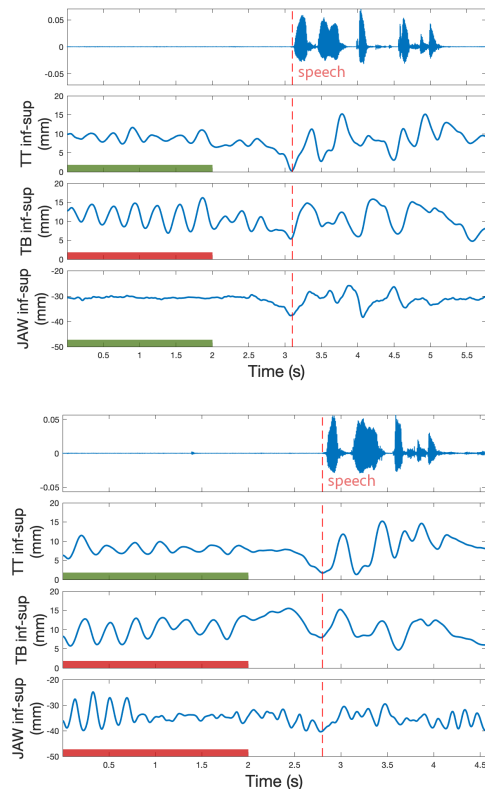 0.05
0
-0.05
speech
TT inf-sup
(mm)
20
15
10
5
0
TB inf-sup
(mm)
20
15
10
5
0
JAW inf-sup
(mm)
-20
-30
-40
-50
0.5 1 1.5 2 2.5 3 3.5 4 4.5 5 5.5
Time (s)
0.05
0
-0.05
speech
TT inf-sup
(mm)
20
15
10
5
0
TB inf-sup
(mm)
20
15
10
5
0
JAW inf-sup
(mm)
-20
-30
-40
-50
0.5 1 1.5 2 2.5 3 3.5 4 4.5
Time (s)